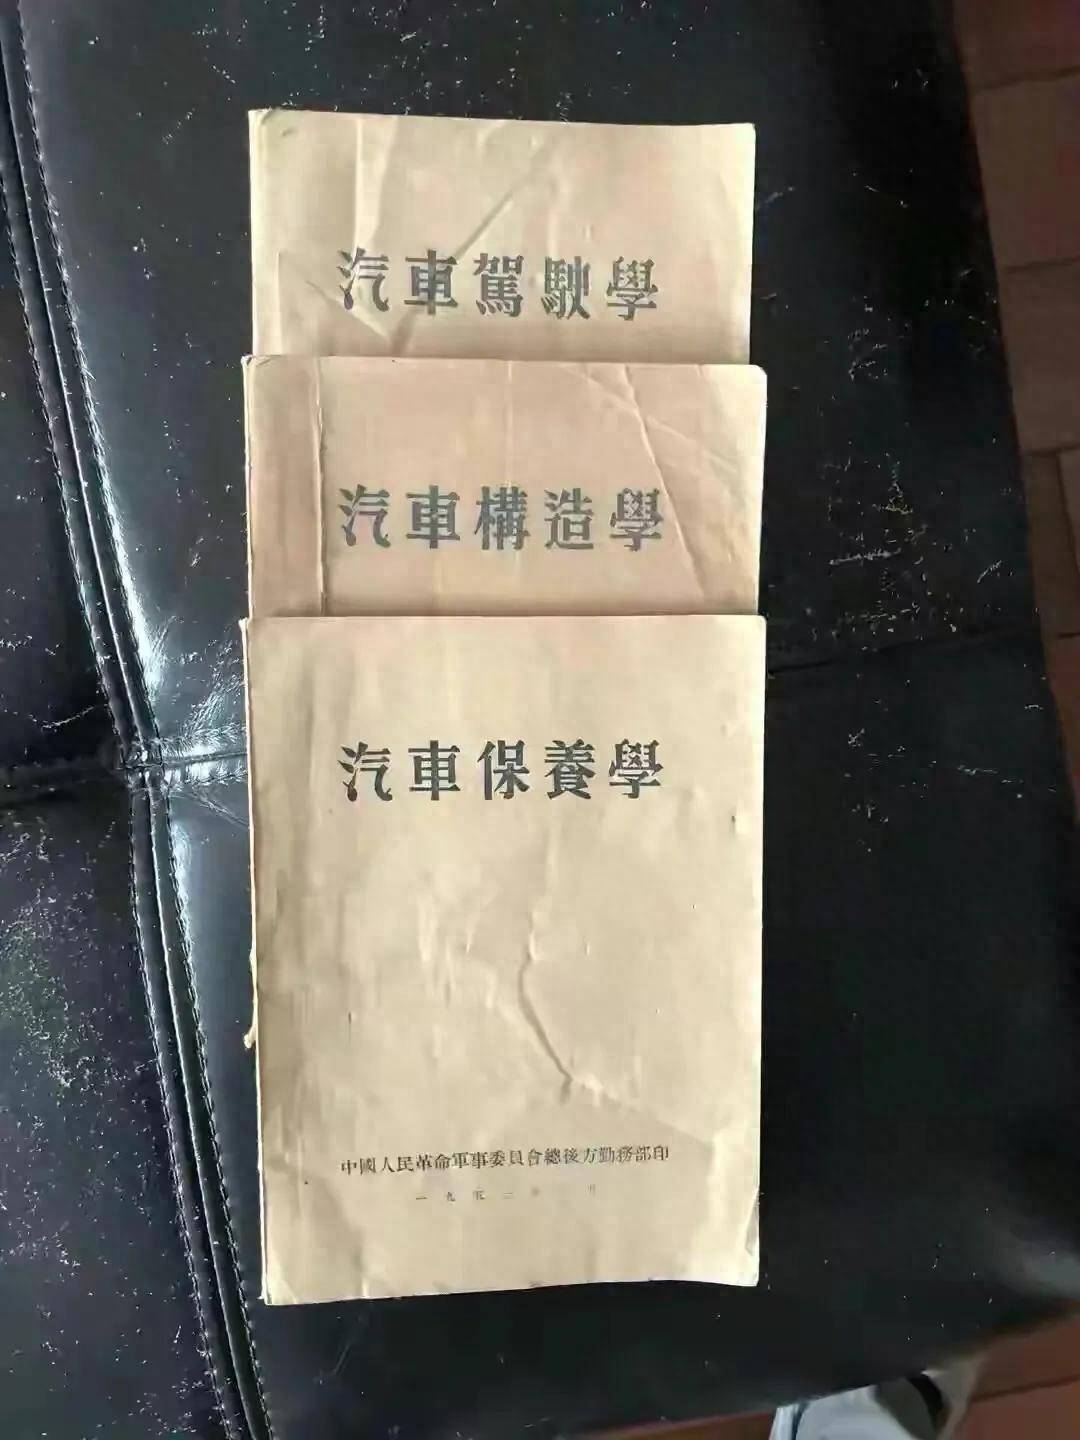 汽車駕駛學
汽車構造學
汽車保養學
中國人民革命軍事委員會總後方勤務部印
一九五二年 月